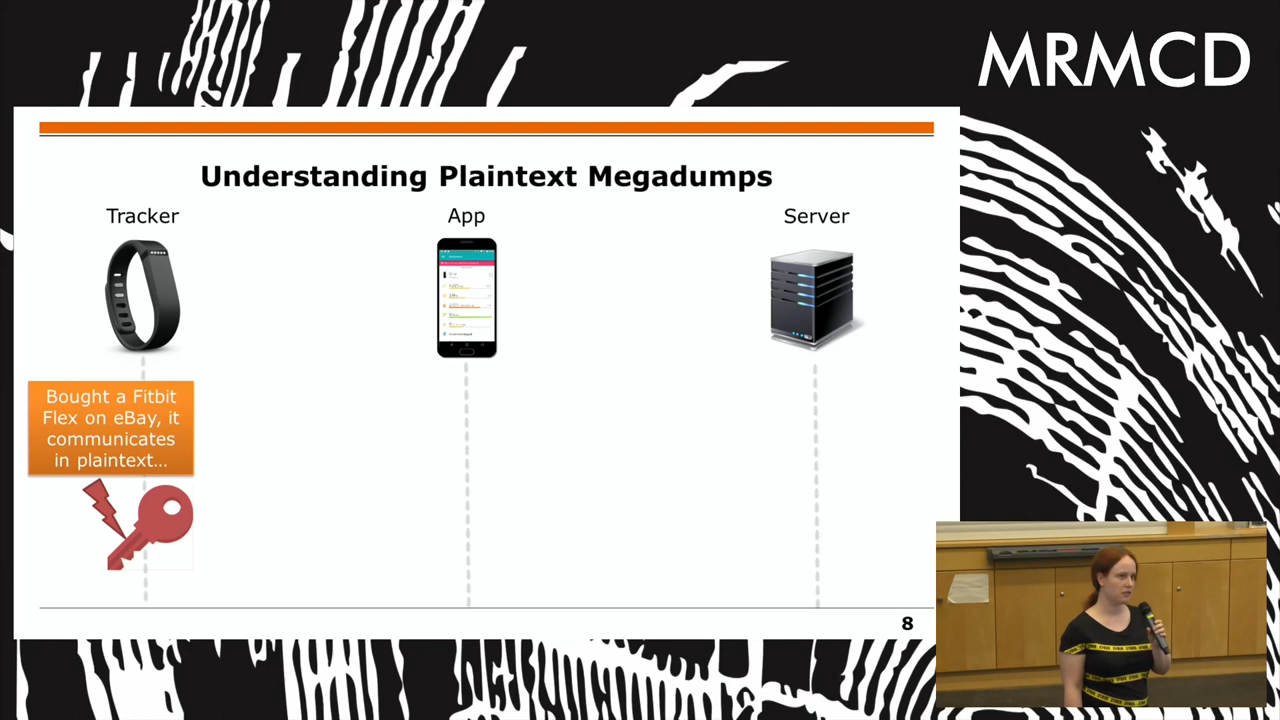 MRMCD
Understanding Plaintext Megadumps
Tracker
App
Server
Bought a Fitbit
Flex on eBay, it
communicates
in plaintext…
8